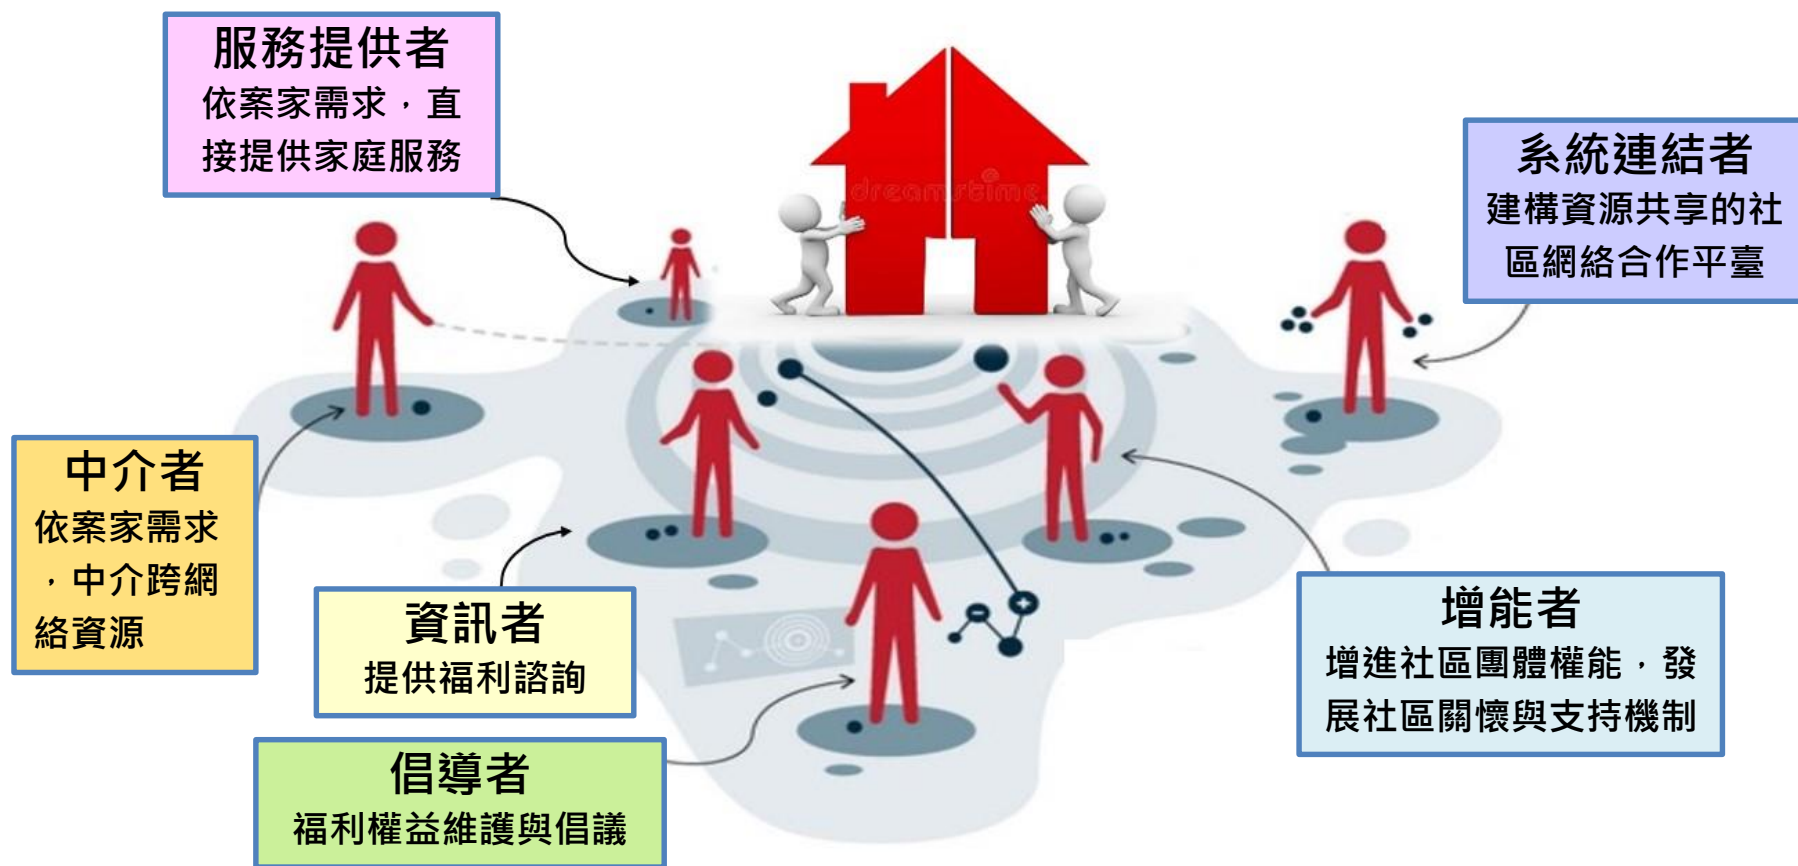 服務提供者
依案家需求，直
接提供家庭服務
系統連結者
建構資源共享的社
區網絡合作平臺
dreamstime
中介者
依案家需求
，中介跨網
絡資源
資訊者
提供福利諮詢
增能者
增進社區團體權能，發
展社區關懷與支持機制
倡導者
福利權益維護與倡議